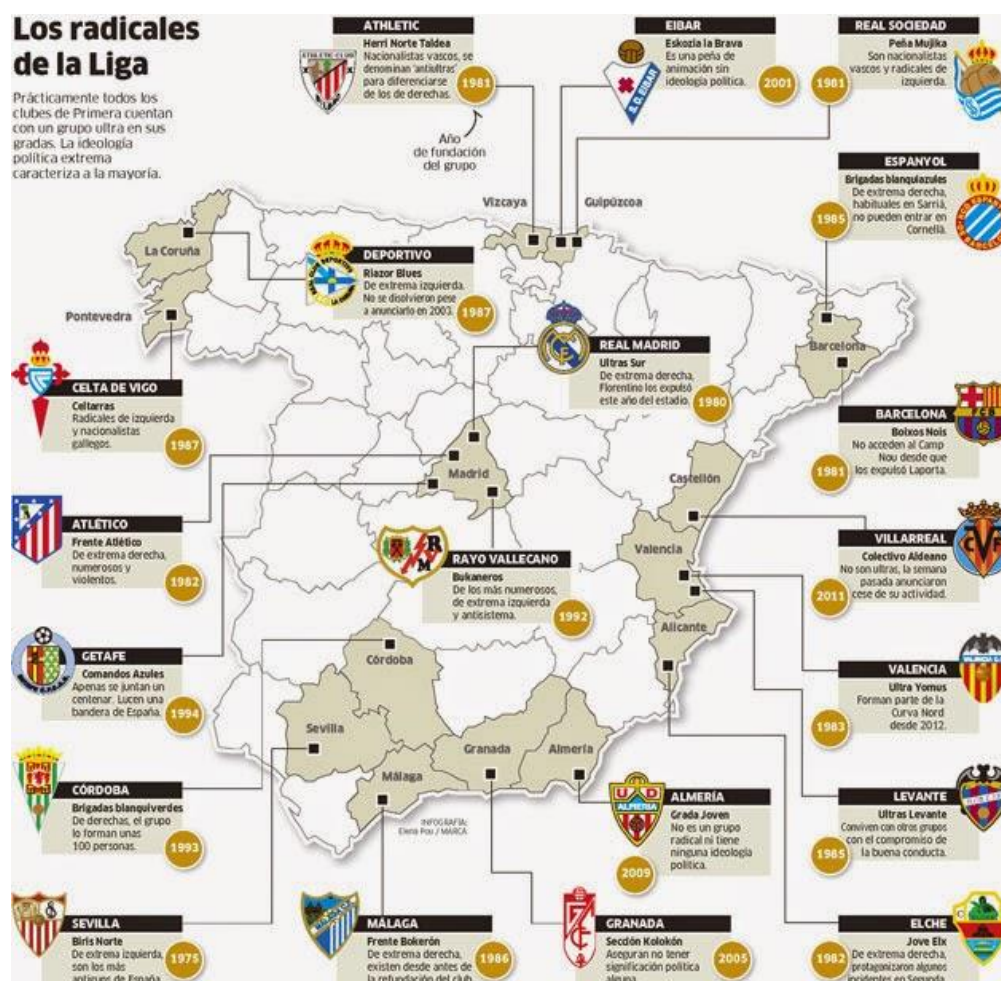 Los radicales
de la Liga
Prácticamente todos los
clubes de Primera cuentan
con un grupo ultra en sus
gradas. La ideología
política extrema
caracteriza a la mayoría.
ATHLETIC
Herri Norte Taldea
Nacionalistas vascos, se
denominan 'antiultras'
para diferenciarse
de los de derechas.
1981
Año
de fundación
del grupo
EIBAR
Eskozia la Brava
Es una peña de
animación sin
ideología política.
2001
REAL SOCIEDAD
Peña Mujika
Son nacionalistas
vascos y radicales de
izquierda.
1981
ESPANYOL
Brigadas blanquiazules
De extrema derecha,
habituales en Sarriá,
no pueden entrar en
Cornellà.
1985
Vizcaya
Guipúzcoa
La Coruña
DEPORTIVO
Riazor Blues
De extrema izquierda.
No se disolvieron pese
a anunciarlo en 2003.
1987
Pontevedra
REAL MADRID
Ultras Sur
De extrema derecha,
Florentino los expulsó
este año del estadio.
1980
Barcelona
CELTA DE VIGO
Celtarras
Radicales de izquierda
y nacionalistas
gallegos.
1987
BARCELONA
Boixos Nois
No acceden al Camp
Nou desde que
los expulsó Laporta.
1981
Madrid
Castellón
ATLÉTICO
Frente Atlético
De extrema derecha,
numerosos y
violentos.
1982
RAYO VALLECANO
Bukaneros
De los más numerosos,
de extrema izquierda
y antisistema.
1992
Valencia
VILLARREAL
Colectivo Aldeano
No son ultras, la semana
pasada anunciaron
cese de su actividad.
2011
Alicante
GETAFE
Comandos Azules
Apenas se juntan un
centenar. Lucen una
bandera de España.
1994
Córdoba
VALENCIA
Ultra Yomus
Forman parte de la
Curva Nord
desde 2012.
1983
Sevilla
Granada
Almería
Málaga
CÓRDOBA
Brigadas blanquiverdes
De derechas, el grupo
lo forman unas
100 personas.
1993
INFOGRAFÍA:
Elena Pou / MARCA
ALMERÍA
Grada Joven
No es un grupo
radical ni tiene
ninguna ideología
política.
2009
LEVANTE
Ultras Levante
Conviven con otros grupos
con el compromiso de
la buena conducta.
1985
SEVILLA
Biris Norte
De extrema izquierda,
son los más
antiguos de España.
1975
MÁLAGA
Frente Bokerón
De extrema derecha,
existen desde antes de
la refundación del club.
1986
GRANADA
Sección Kolokón
Aseguran no tener
significación política
alguna.
2005
ELCHE
Jove Elx
De extrema derecha,
protagonizaron algunos
incidentes en Segunda.
1982